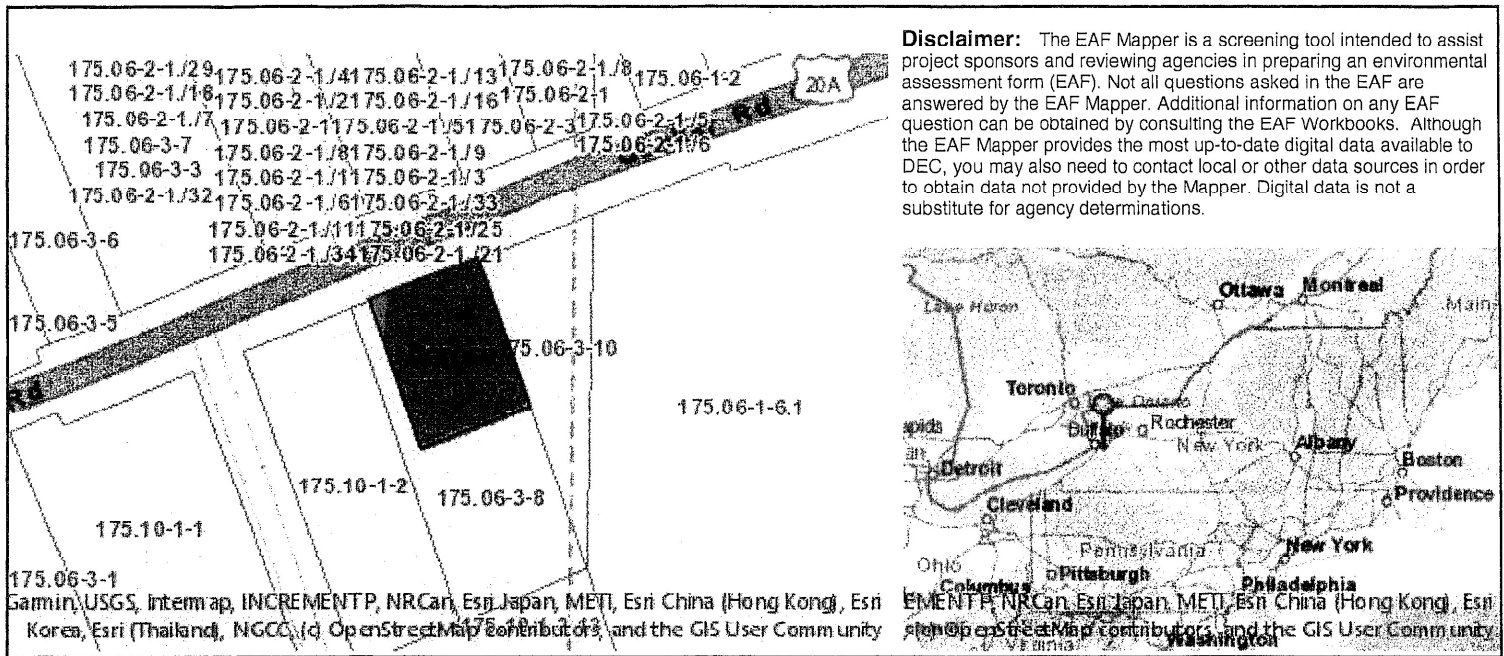 Disclaimer: The EAF Mapper is a screening tool intended to assist
project sponsors and reviewing agencies in preparing an environmental
assessment form (EAF). Not all questions asked in the EAF are
answered by the EAF Mapper. Additional information on any EAF
question can be obtained by consulting the EAF Workbooks. Although
the EAF Mapper provides the most up-to-date digital data available to
DEC, you may also need to contact local or other data sources in order
to obtain data not provided by the Mapper. Digital data is not a
substitute for agency determinations.
175.06-2-1./29 175.06-2-1./4 175.06-2-1./13 175.06-2-1./8 175.06-1-2
20A
175.06-2-1./2 175.06-2-1./16 175.06-2-1
175.06-2-1./7 175.06-2-1 175.06-2-1./5 175.06-2-3 175.06-2-1./5
Rd
175.06-3-7 175.06-2-1./8 175.06-2-1./9 175.06-2-1./6
175.06-3-3 175.06-2-1./1 175.06-2-1./3
175.06-2-1./32 175.06-2-1./6 175.06-2-1./33
175.06-2-1./11 175.06-2-1./25
175.06-3-6
175.06-2-1./34 175.06-2-1./21
175.06-3-5
75.06-3-10
Rd
175.06-1-6.1
175.10-1-2
175.06-3-8
175.10-1-1
175.06-3-1
Garmin, USGS, Intermap, INCREMENT P, NRCan, Esri Japan, METI, Esri China (Hong Kong), Esri
Korea, Esri (Thailand), NGCC, (c) OpenStreetMap contributors, and the GIS User Community
Ottawa Montreal
Lake Huron
Main
Toronto
apids
Buffalo Rochester
New York Albany
Detroit
Boston
Providence
Cleveland
Pennsylvania New York
Ohio
Pittsburgh
Columbus Philadelphia
EMENT P, NRCan, Esri Japan, METI, Esri China (Hong Kong), Esri
OpenStreetMap contributors, and the GIS User Community
Washington